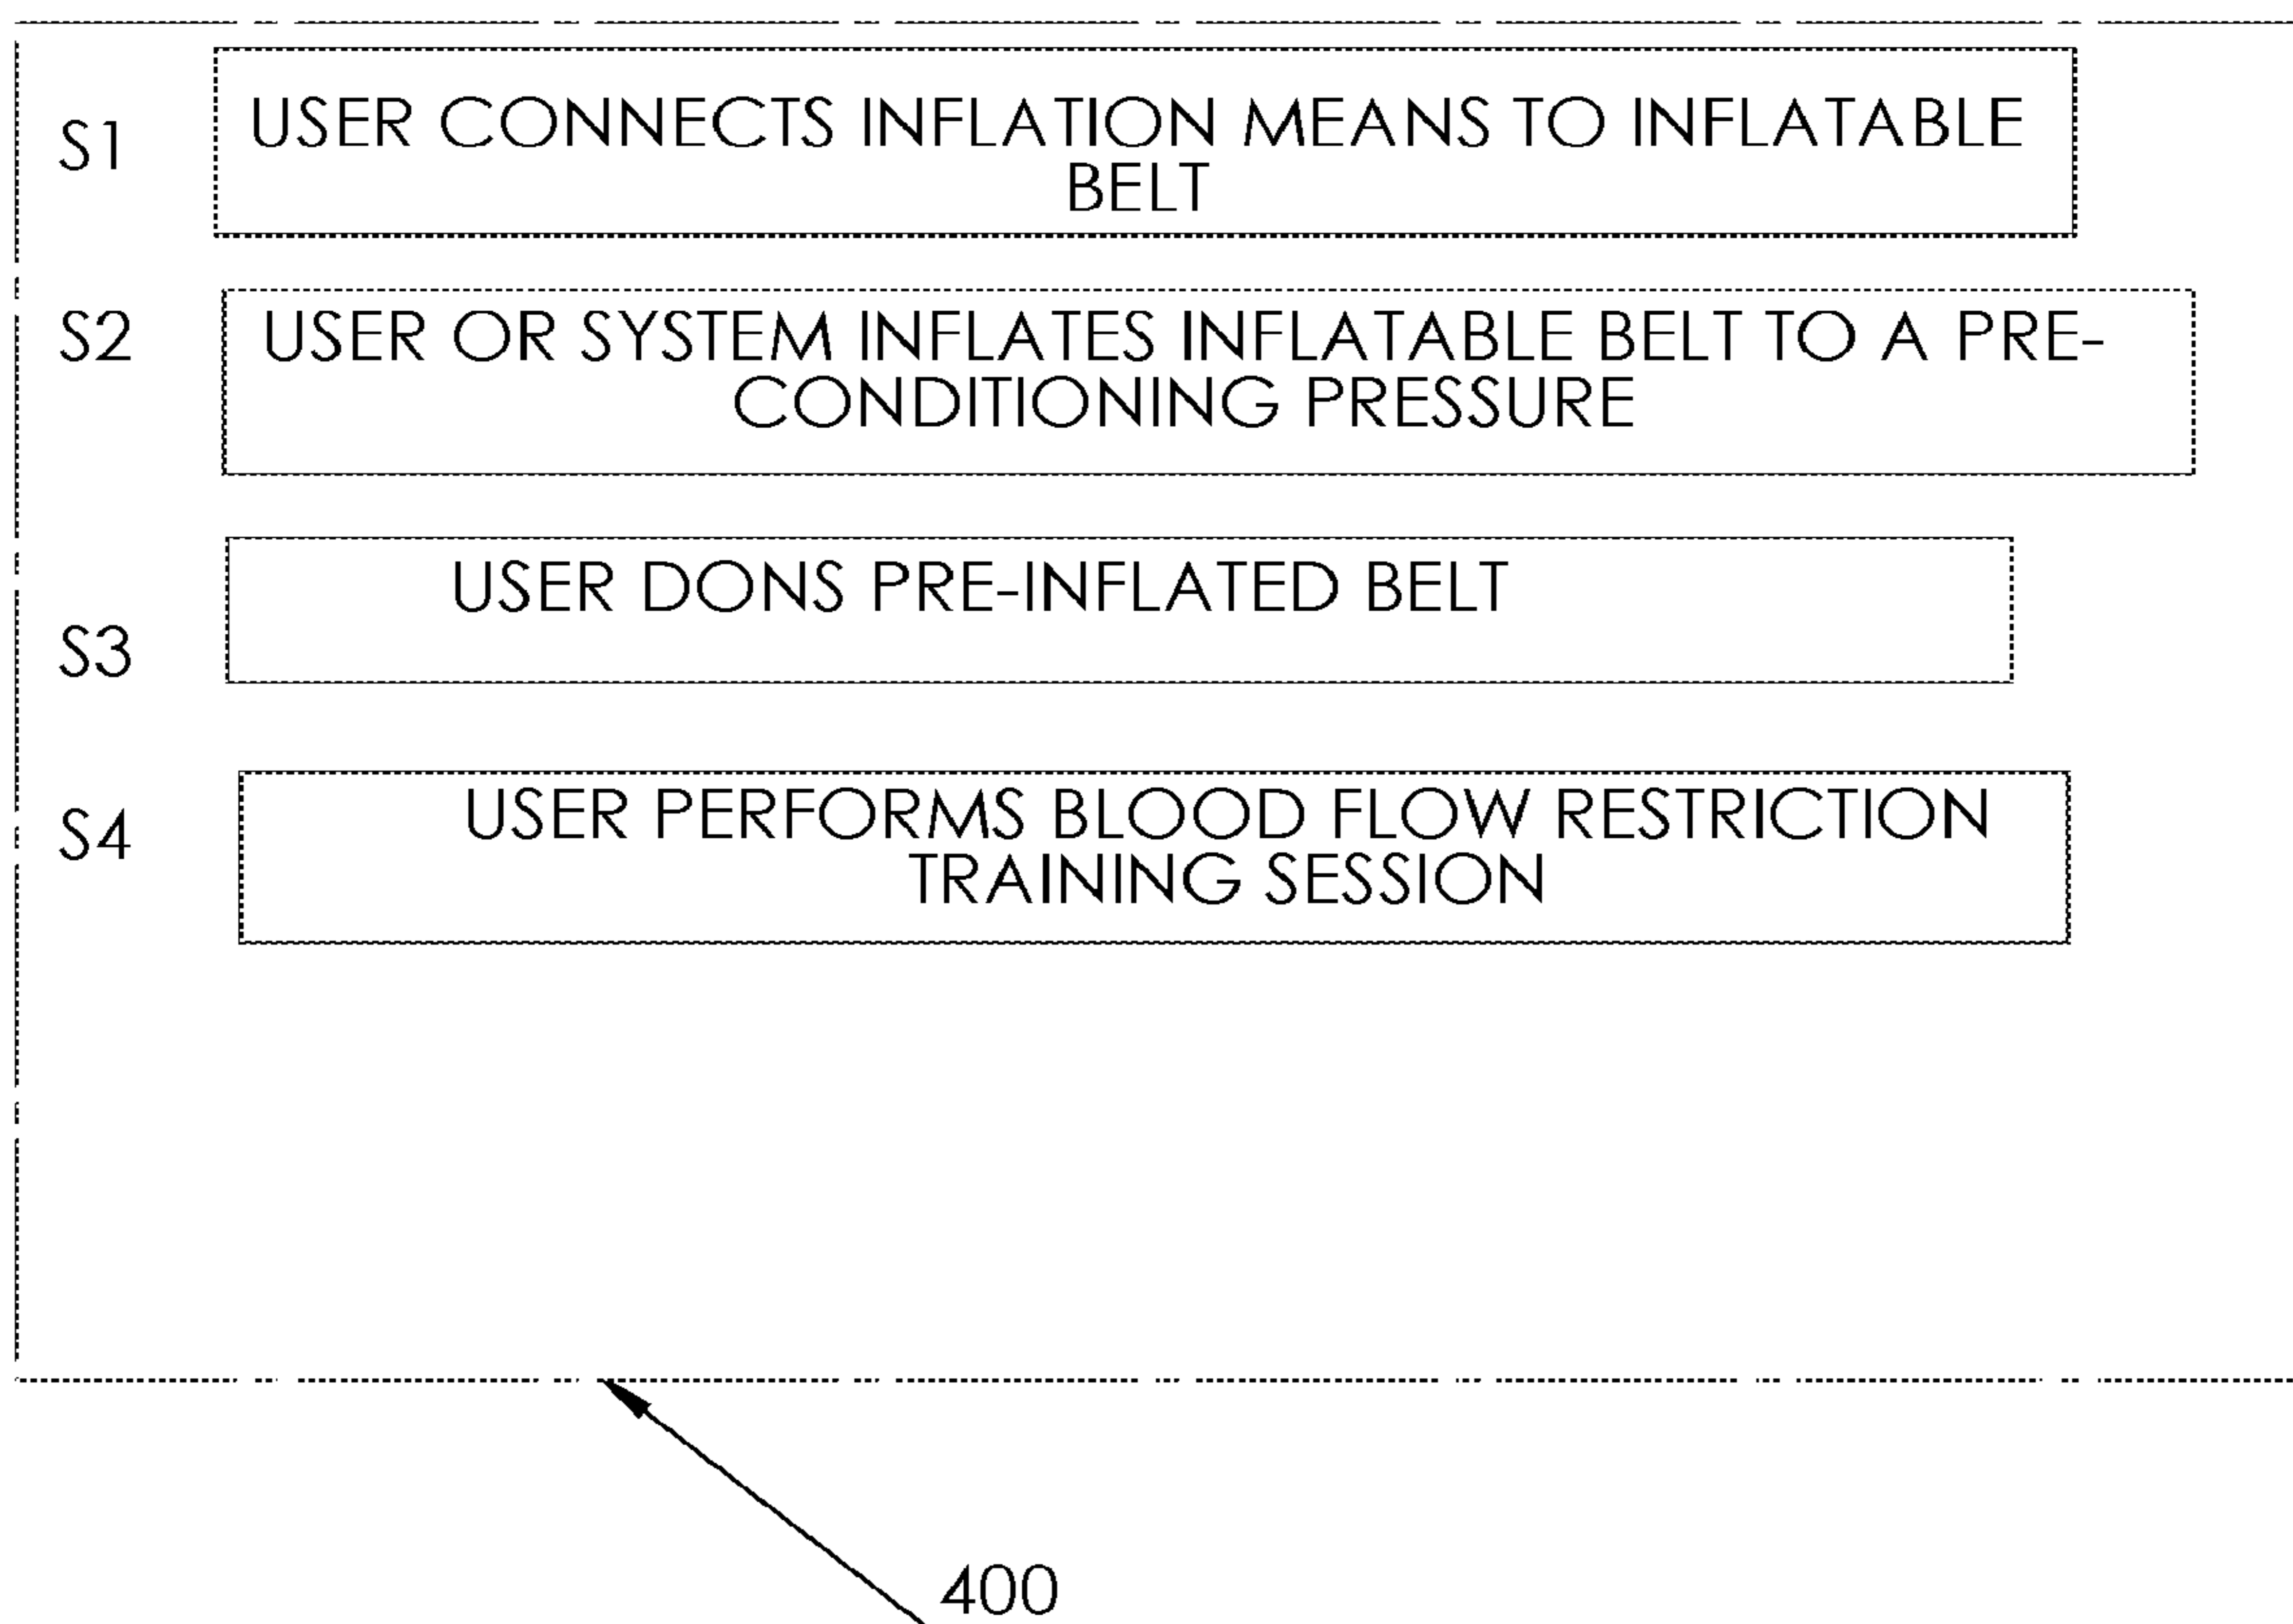 S1
USER CONNECTS INFLATION MEANS TO INFLATABLE
BELT
S2
USER OR SYSTEM INFLATES INFLATABLE BELT TO A PRE-
CONDITIONING PRESSURE
USER DONS PRE-INFLATED BELT
S3
S4
USER PERFORMS BLOOD FLOW RESTRICTION
TRAINING SESSION
400